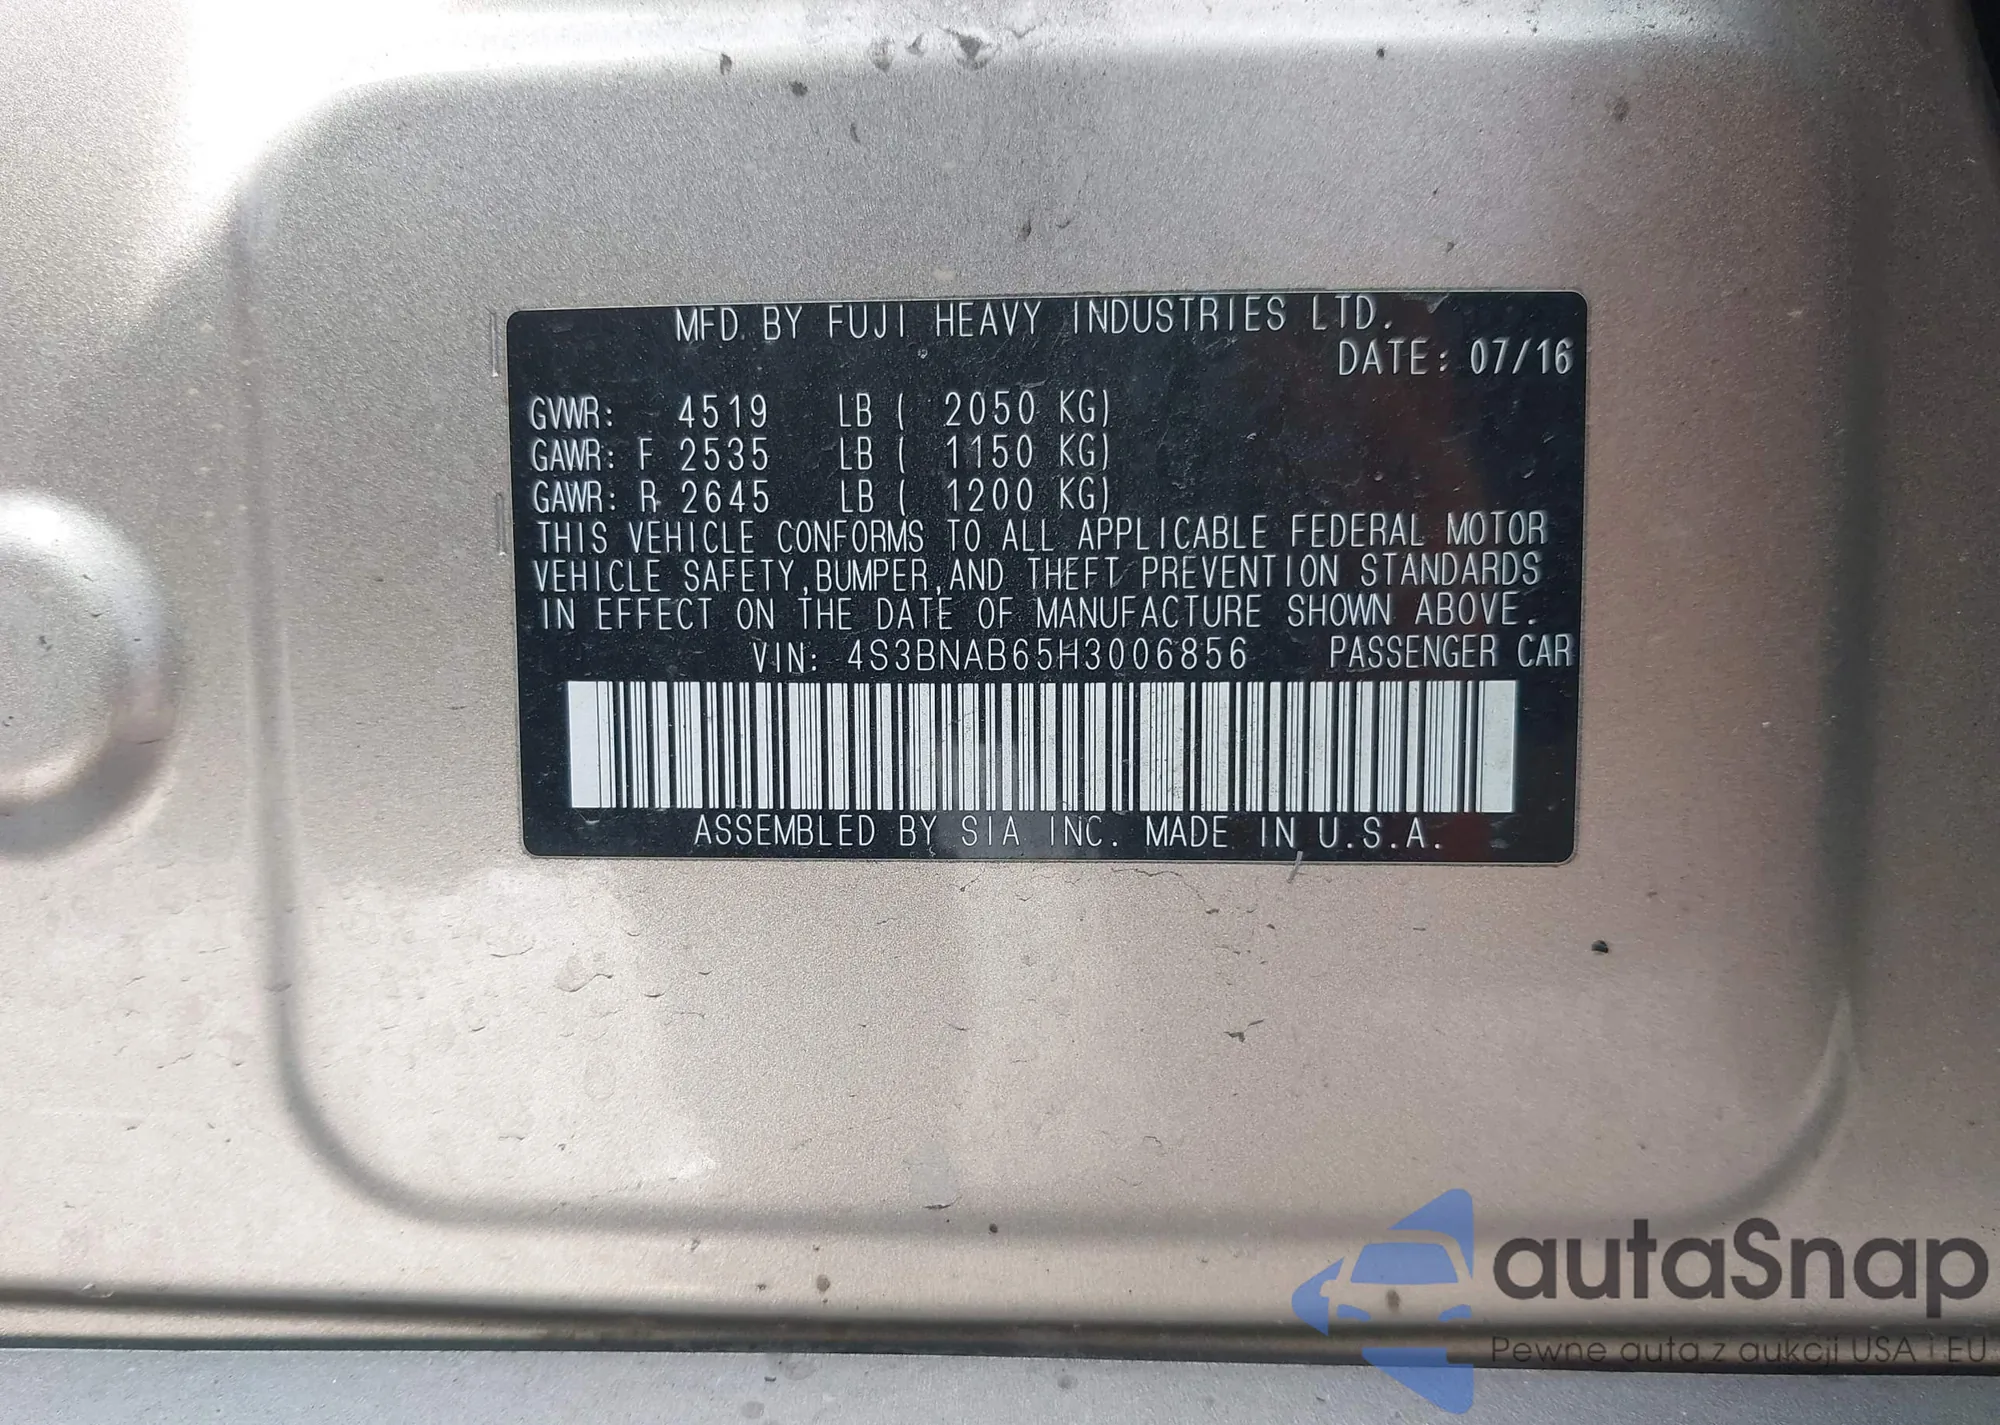 MFD. BY FUJI HEAVY INDUSTRIES LTD.
DATE: 07/16
GVWR: 4519 LB ( 2050 KG)
GAWR: F 2535 LB ( 1150 KG)
GAWR: R 2645 LB ( 1200 KG)
THIS VEHICLE CONFORMS TO ALL APPLICABLE FEDERAL MOTOR
VEHICLE SAFETY,BUMPER,AND THEFT PREVENTION STANDARDS
IN EFFECT ON THE DATE OF MANUFACTURE SHOWN ABOVE.
VIN: 4S3BNAB65H3006856 PASSENGER CAR
ASSEMBLED BY SIA INC. MADE IN U.S.A.
autaSnap
Pewne auta z aukcji USA i EU